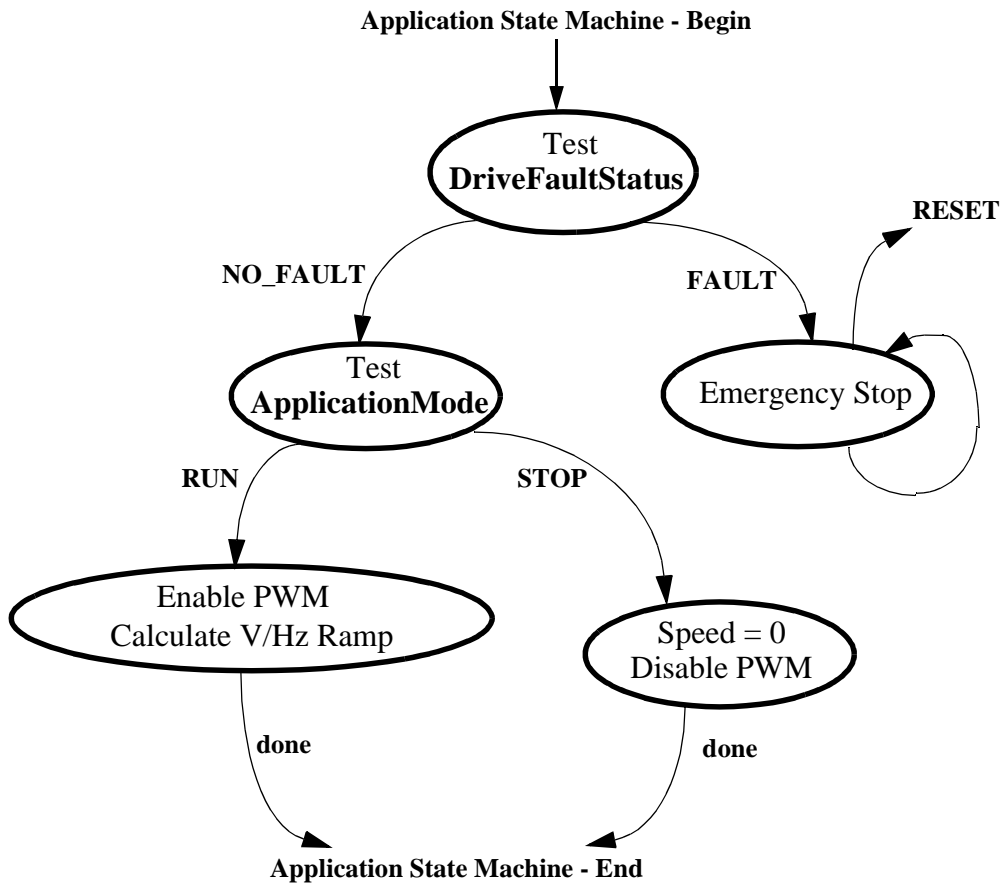 Application State Machine - Begin
Test
DriveFaultStatus
RESET
NO_FAULT
FAULT
Test
ApplicationMode
Emergency Stop
RUN
STOP
Enable PWM
Calculate V/Hz Ramp
Speed = 0
Disable PWM
done
done
Application State Machine - End